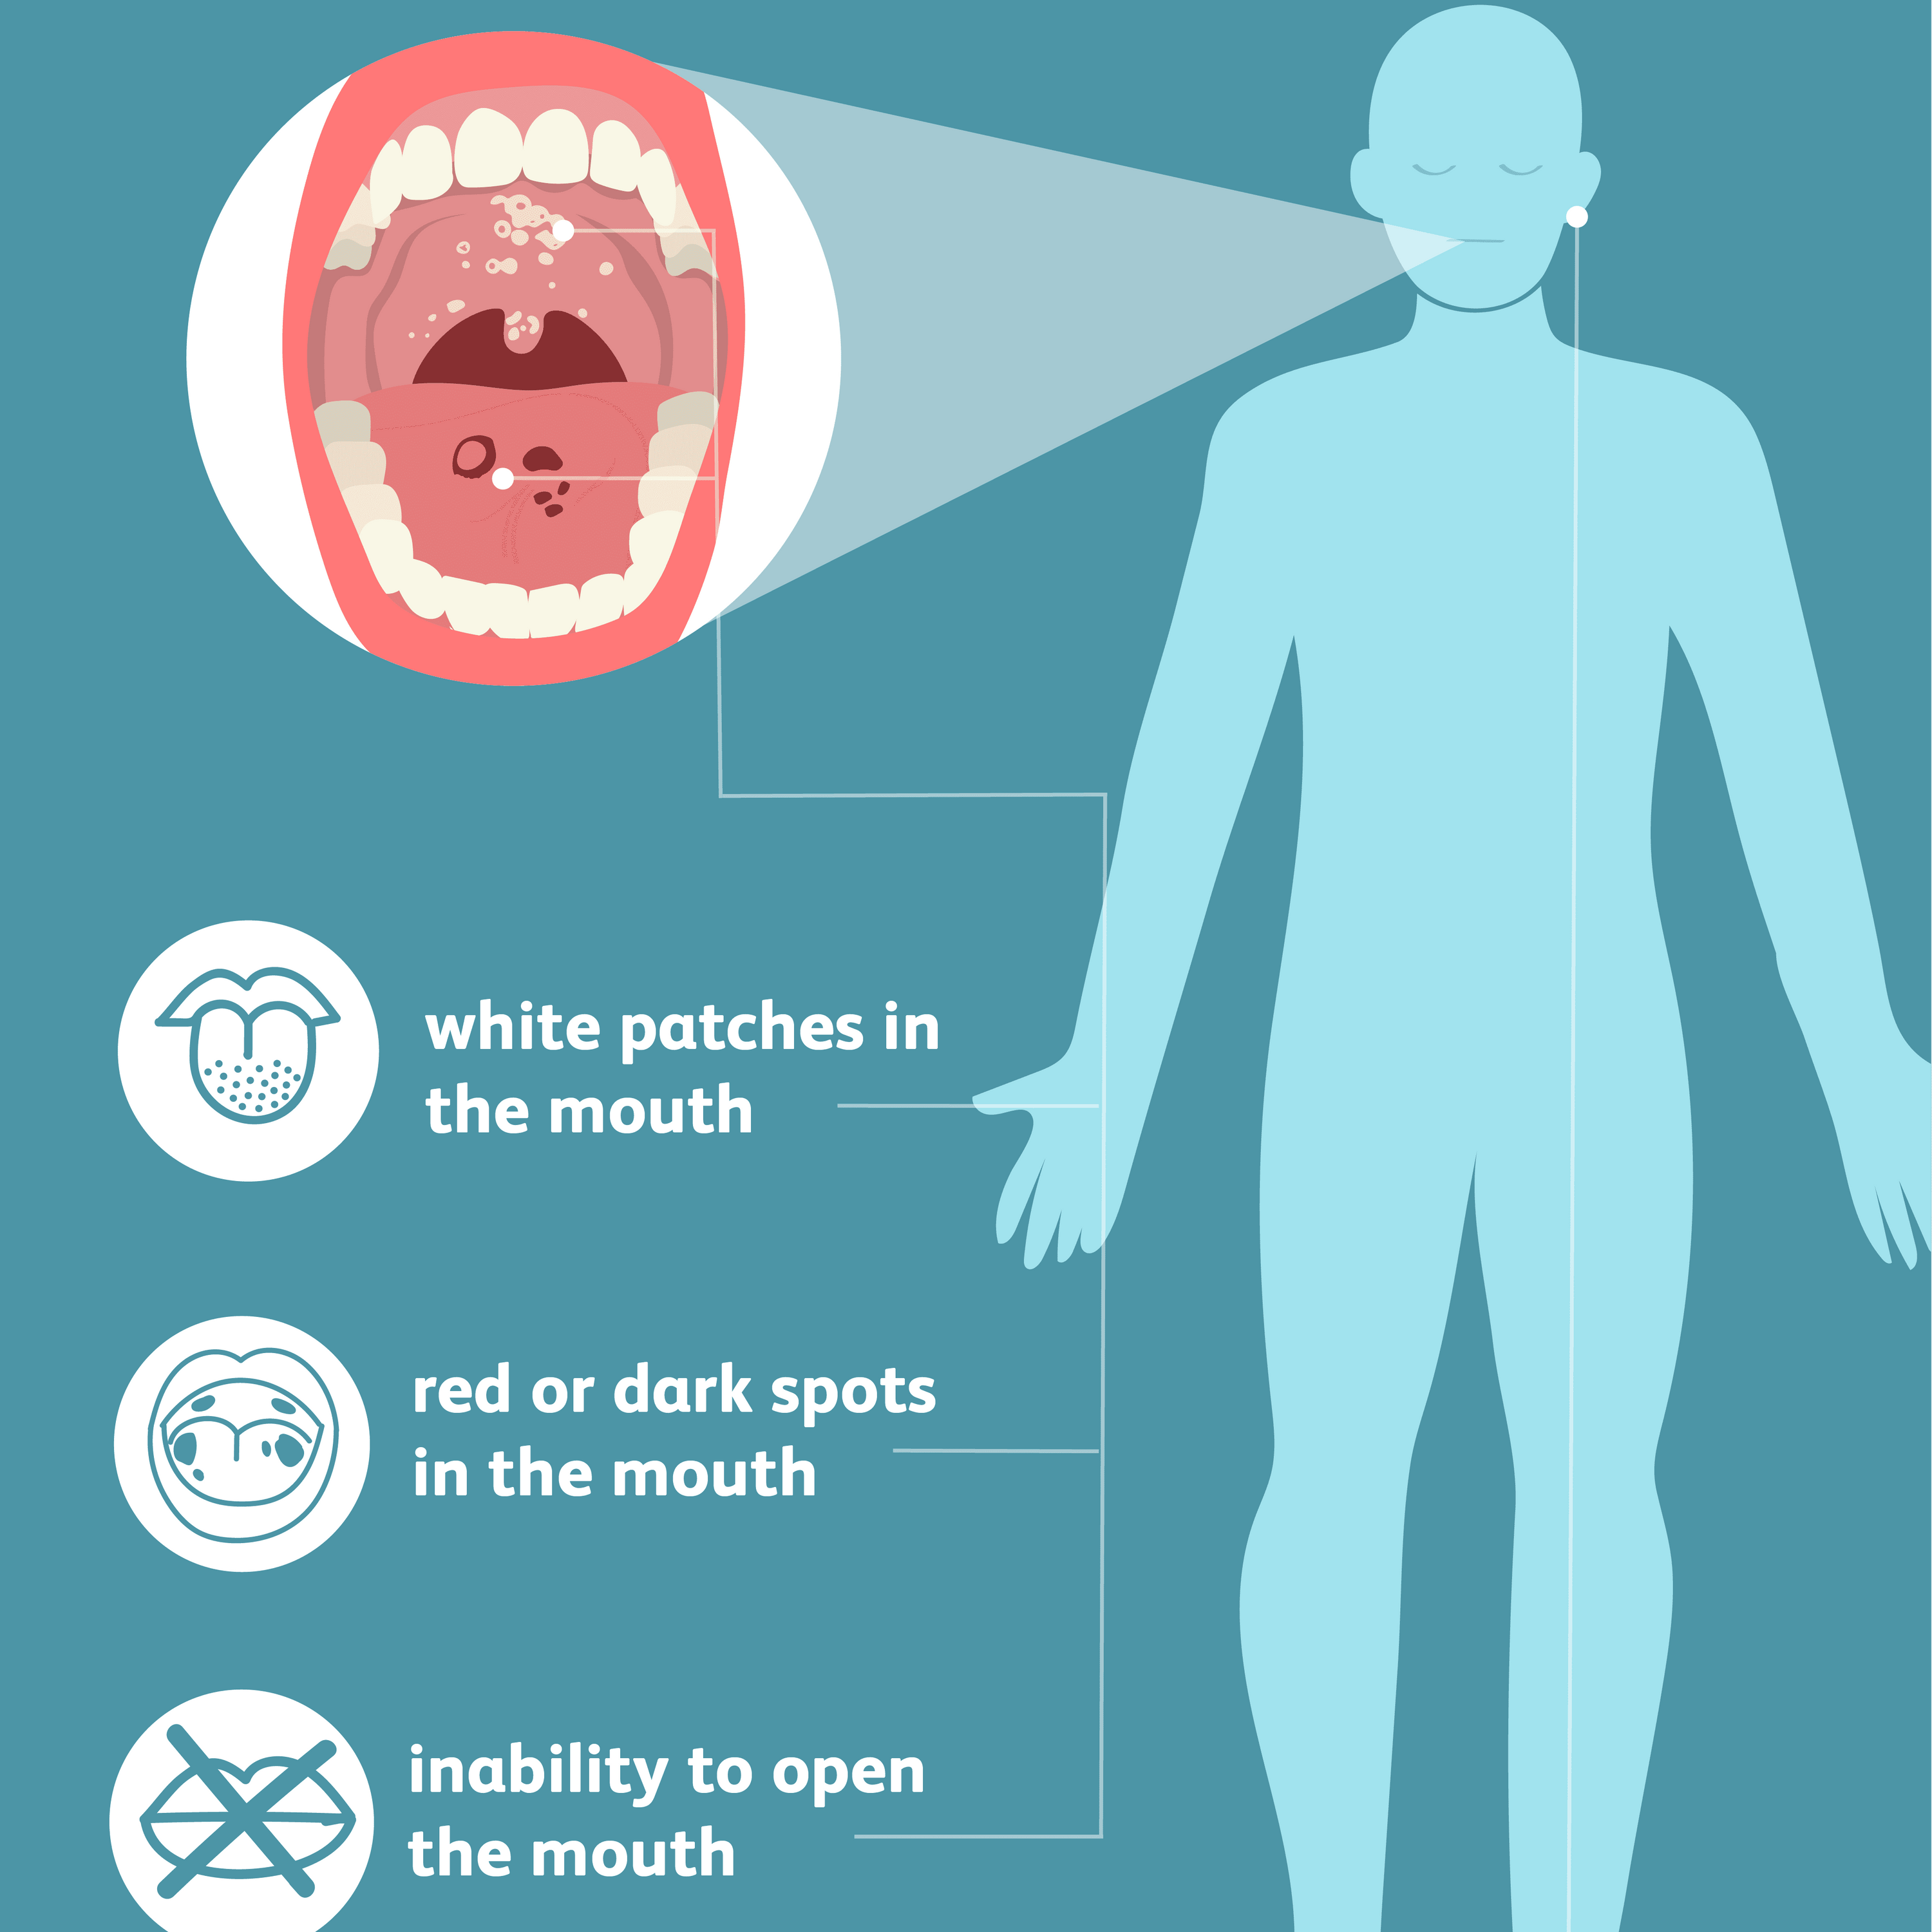 white patches in
the mouth
red or dark spots
in the mouth
inability to open
the mouth